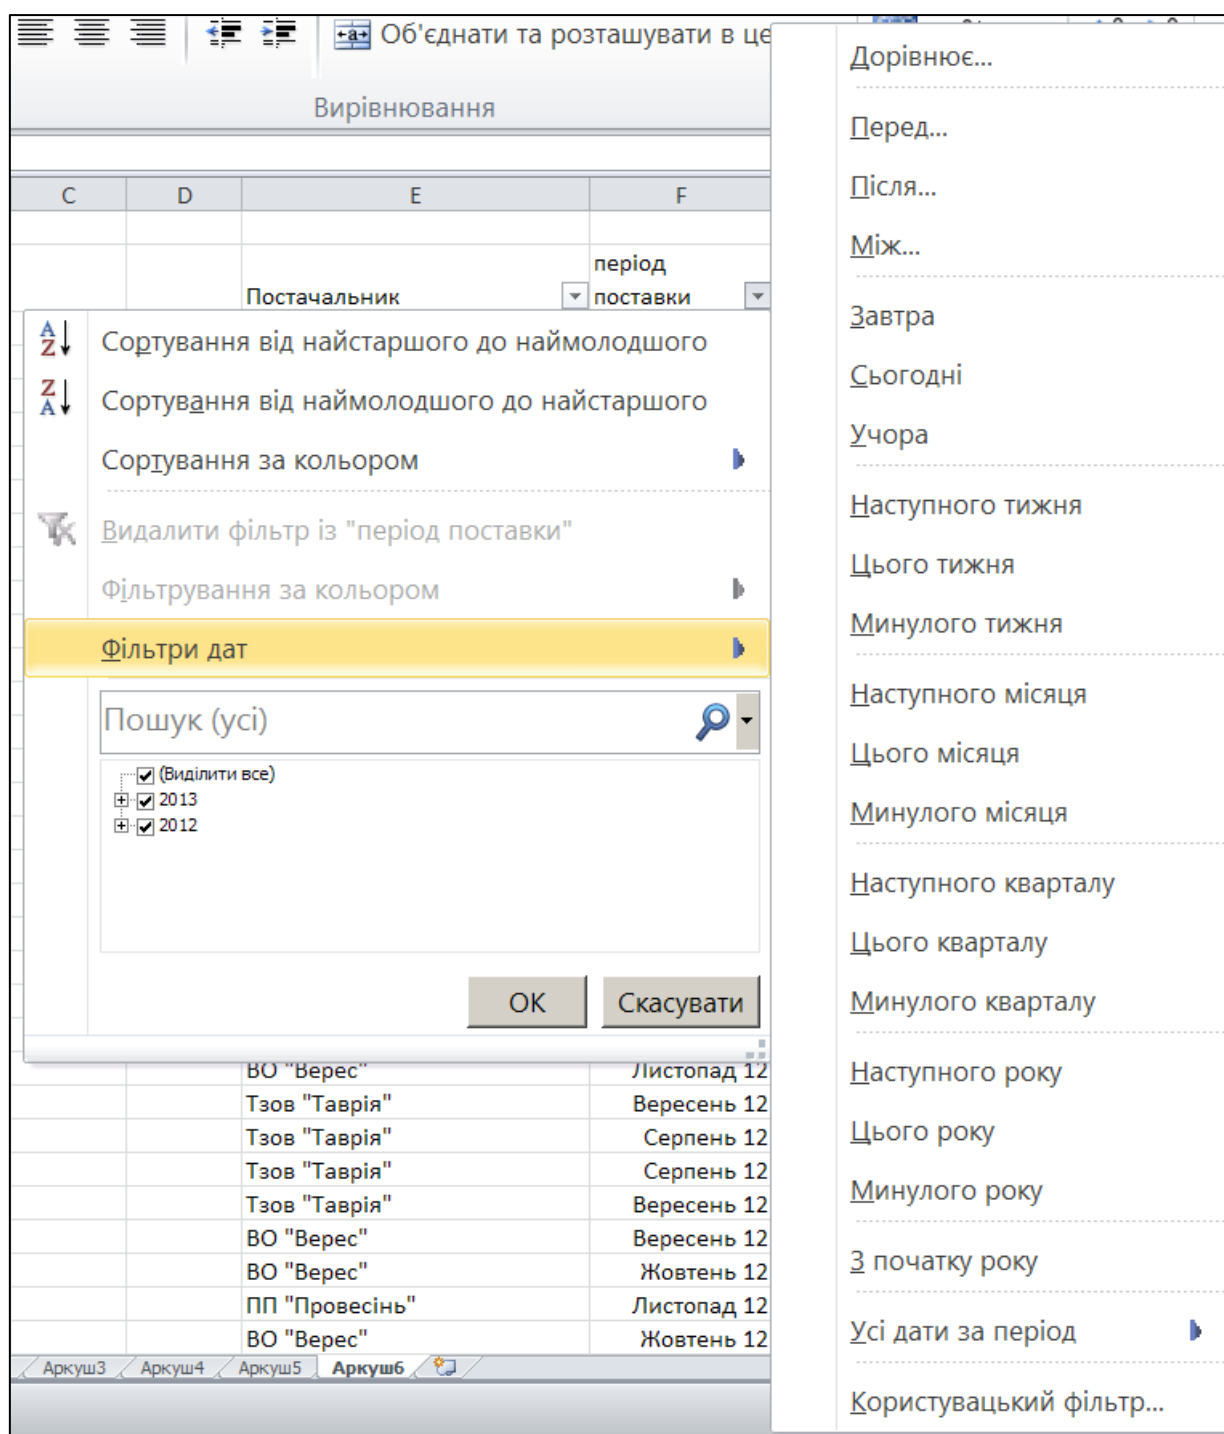 Об'єднати та розташувати в це
Вирівнювання
C D E F
період
Постачальник поставки
Сортування від найстаршого до наймолодшого
Сортування від наймолодшого до найстаршого
Сортування за кольором
Видалити фільтр із "період поставки"
Фільтрування за кольором
Фільтри дат
Пошук (усі)
(Виділити все)
2013
2012
ОК Скасувати
ВО "Верес" Листопад 12
Тзов "Таврія" Вересень 12
Тзов "Таврія" Серпень 12
Тзов "Таврія" Серпень 12
Тзов "Таврія" Вересень 12
ВО "Верес" Вересень 12
ВО "Верес" Жовтень 12
ПП "Провесінь" Листопад 12
ВО "Верес" Жовтень 12
Аркуш3 Аркуш4 Аркуш5 Аркуш6
Дорівнює...
Перед...
Після...
Між...
Завтра
Сьогодні
Учора
Наступного тижня
Цього тижня
Минулого тижня
Наступного місяця
Цього місяця
Минулого місяця
Наступного кварталу
Цього кварталу
Минулого кварталу
Наступного року
Цього року
Минулого року
З початку року
Усі дати за період
Користувацький фільтр...